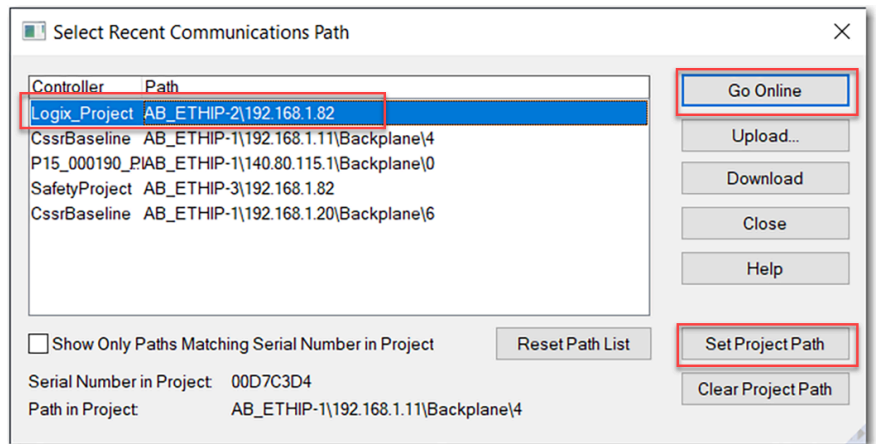 Select Recent Communications Path
Controller Path
Logix_Project AB_ETHIP-2\192.168.1.82
CssrBaseline AB_ETHIP-1\192.168.1.11\Backplane\4
P15_000190_P AB_ETHIP-1\140.80.115.1\Backplane\0
SafetyProject AB_ETHIP-3\192.168.1.82
CssrBaseline AB_ETHIP-1\192.168.1.20\Backplane\6
Go Online
Upload...
Download
Close
Help
Show Only Paths Matching Serial Number in Project
Reset Path List
Set Project Path
Serial Number in Project: 00D7C3D4
Clear Project Path
Path in Project: AB_ETHIP-1\192.168.1.11\Backplane\4